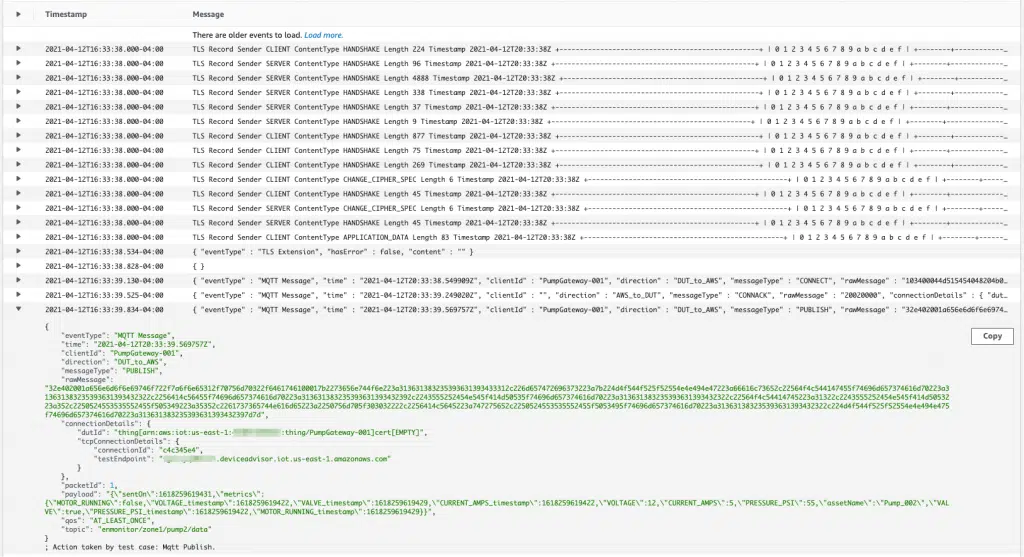 Timestamp Message
There are older events to load. Load more.
2021-04-12T16:33:38.000-04:00 TLS Record Sender CLIENT ContentType HANDSHAKE Length 224 Timestamp 2021-04-12T20:33:38Z | 0 1 2 3 4 5 6 7 8 9 a b c d e f |
2021-04-12T16:33:38.000-04:00 TLS Record Sender SERVER ContentType HANDSHAKE Length 96 Timestamp 2021-04-12T20:33:38Z | 0 1 2 3 4 5 6 7 8 9 a b c d e f |
2021-04-12T16:33:38.000-04:00 TLS Record Sender SERVER ContentType HANDSHAKE Length 4888 Timestamp 2021-04-12T20:33:38Z | 0 1 2 3 4 5 6 7 8 9 a b c d e f |
2021-04-12T16:33:38.000-04:00 TLS Record Sender SERVER ContentType HANDSHAKE Length 338 Timestamp 2021-04-12T20:33:38Z | 0 1 2 3 4 5 6 7 8 9 a b c d e f |
2021-04-12T16:33:38.000-04:00 TLS Record Sender SERVER ContentType HANDSHAKE Length 37 Timestamp 2021-04-12T20:33:38Z | 0 1 2 3 4 5 6 7 8 9 a b c d e f |
2021-04-12T16:33:38.000-04:00 TLS Record Sender SERVER ContentType HANDSHAKE Length 9 Timestamp 2021-04-12T20:33:38Z | 0 1 2 3 4 5 6 7 8 9 a b c d e f |
2021-04-12T16:33:38.000-04:00 TLS Record Sender CLIENT ContentType HANDSHAKE Length 877 Timestamp 2021-04-12T20:33:38Z | 0 1 2 3 4 5 6 7 8 9 a b c d e f |
2021-04-12T16:33:38.000-04:00 TLS Record Sender CLIENT ContentType HANDSHAKE Length 75 Timestamp 2021-04-12T20:33:38Z | 0 1 2 3 4 5 6 7 8 9 a b c d e f |
2021-04-12T16:33:38.000-04:00 TLS Record Sender CLIENT ContentType HANDSHAKE Length 269 Timestamp 2021-04-12T20:33:38Z | 0 1 2 3 4 5 6 7 8 9 a b c d e f |
2021-04-12T16:33:38.000-04:00 TLS Record Sender CLIENT ContentType CHANGE_CIPHER_SPEC Length 6 Timestamp 2021-04-12T20:33:38Z | 0 1 2 3 4 5 6 7 8 9 a b c d e f |
2021-04-12T16:33:38.000-04:00 TLS Record Sender CLIENT ContentType HANDSHAKE Length 45 Timestamp 2021-04-12T20:33:38Z | 0 1 2 3 4 5 6 7 8 9 a b c d e f |
2021-04-12T16:33:38.000-04:00 TLS Record Sender SERVER ContentType CHANGE_CIPHER_SPEC Length 6 Timestamp 2021-04-12T20:33:38Z | 0 1 2 3 4 5 6 7 8 9 a b c d e f |
2021-04-12T16:33:38.000-04:00 TLS Record Sender SERVER ContentType HANDSHAKE Length 45 Timestamp 2021-04-12T20:33:38Z | 0 1 2 3 4 5 6 7 8 9 a b c d e f |
2021-04-12T16:33:38.000-04:00 TLS Record Sender CLIENT ContentType APPLICATION_DATA Length 83 Timestamp 2021-04-12T20:33:38Z | 0 1 2 3 4 5 6 7 8 9 a b c d e f |
2021-04-12T16:33:38.534-04:00 { "eventType" : "TLS Extension", "hasError" : false, "content" : "" }
2021-04-12T16:33:38.828-04:00 { }
2021-04-12T16:33:39.130-04:00 { "eventType" : "MQTT Message", "time" : "2021-04-12T20:33:38.549909Z", "clientId" : "PumpGateway-001", "direction" : "DUT_to_AWS", "messageType" : "CONNECT", "rawMessage" : "103400044d515454048204b0…
2021-04-12T16:33:39.525-04:00 { "eventType" : "MQTT Message", "time" : "2021-04-12T20:33:39.249020Z", "clientId" : "", "direction" : "AWS_to_DUT", "messageType" : "CONNACK", "rawMessage" : "20020000", "connectionDetails" : { "dut…
2021-04-12T16:33:39.834-04:00 { "eventType" : "MQTT Message", "time" : "2021-04-12T20:33:39.569757Z", "clientId" : "PumpGateway-001", "direction" : "DUT_to_AWS", "messageType" : "PUBLISH", "rawMessage" : "32e402001a656e6d6f6e6974…
{
Copy
"eventType": "MQTT Message",
"time": "2021-04-12T20:33:39.569757Z",
"clientId": "PumpGateway-001",
"direction": "DUT_to_AWS",
"messageType": "PUBLISH",
"rawMessage":
"connectionDetails": {
"dutId": "thing[arn:aws:iot:us-east-1: :thing/PumpGateway-001]cert[EMPTY]",
"tcpConnectionDetails": {
"connectionId": "c4c345e4",
"testEndpoint": " .deviceadvisor.iot.us-east-1.amazonaws.com"
}
},
"packetId": 1,
"payload": "{\"sentOn\":1618259619431,\"metrics\":
{\"MOTOR_RUNNING\":false,\"VOLTAGE_timestamp\":1618259619422,\"VALVE_timestamp\":1618259619429,\"CURRENT_AMPS_timestamp\":1618259619422,\"VOLTAGE\":12,\"CURRENT_AMPS\":5,\"PRESSURE_PSI\":55,\"assetName\":\"Pump_002\",\"VAL
VE\":true,\"PRESSURE_PSI_timestamp\":1618259619422,\"MOTOR_RUNNING_timestamp\":1618259619429}}",
"qos": "AT_LEAST_ONCE",
"topic": "enmonitor/zone1/pump2/data"
}
; Action taken by test case: Mqtt Publish.